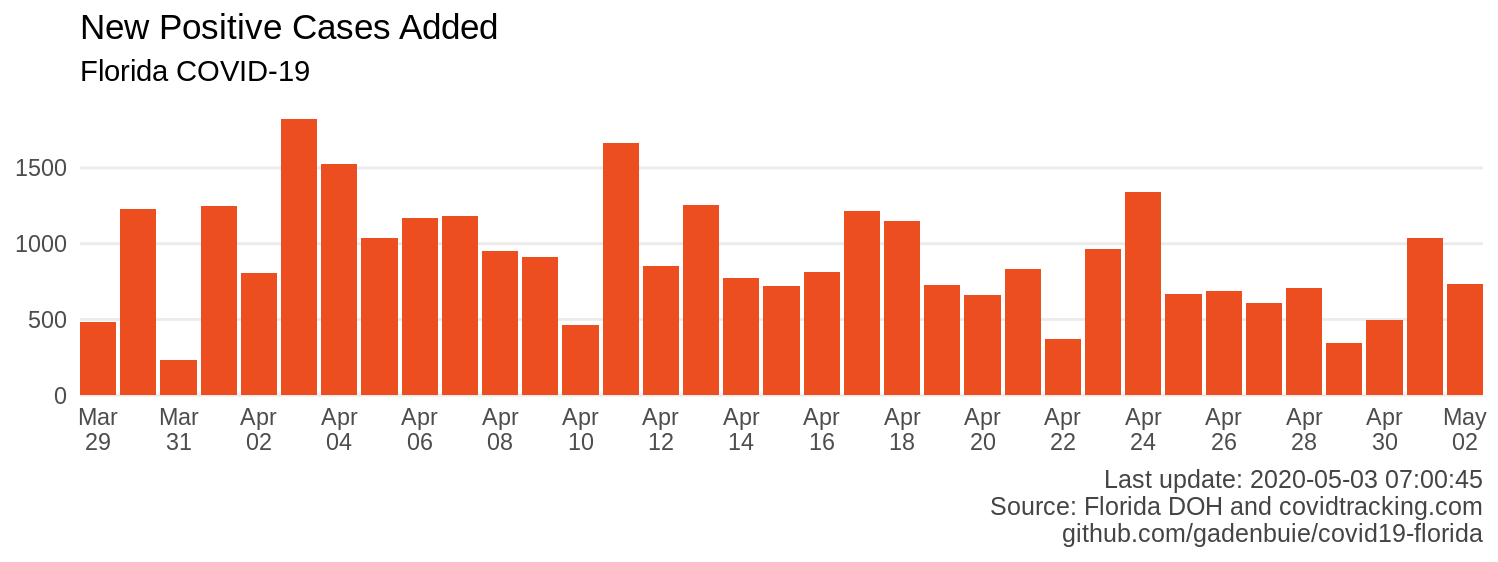 New Positive Cases Added
Florida COVID-19
1500
1000
500
0
Mar Mar Apr Apr Apr Apr Apr Apr Apr Apr Apr Apr Apr Apr Apr Apr Apr May
29 31 02 04 06 08 10 12 14 16 18 20 22 24 26 28 30 02
Last update: 2020-05-03 07:00:45
Source: Florida DOH and covidtracking.com
github.com/gadenbuie/covid19-florida